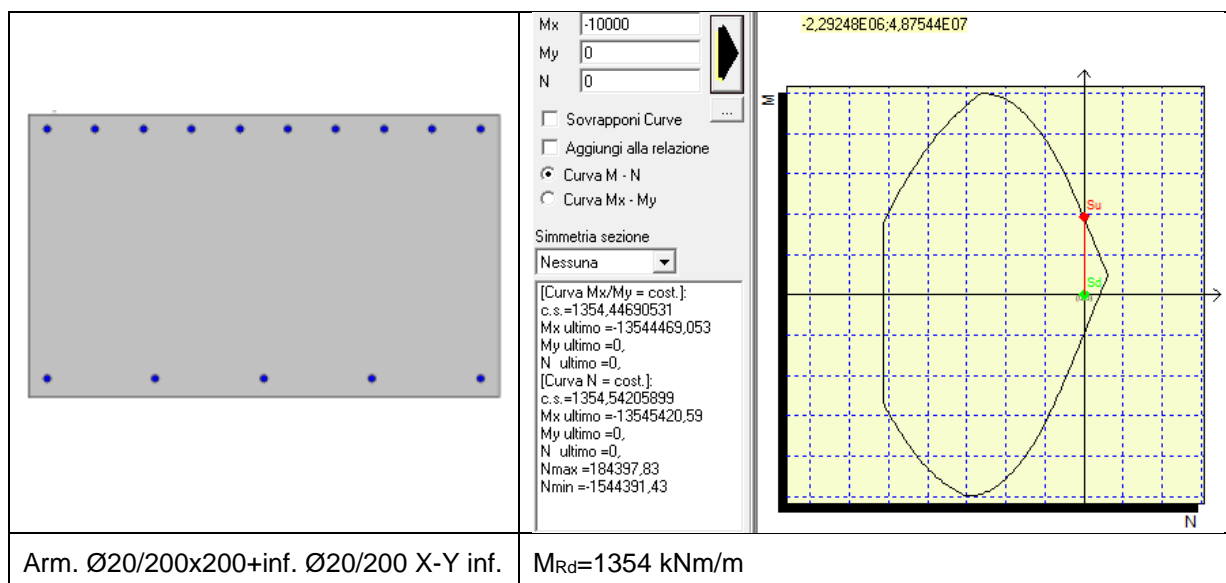 Mx -10000
My 0
N 0
...
Sovrapponi Curve
Aggiungi alla relazione
Curva M - N
Curva Mx - My
Simmetria sezione
Nessuna
[Curva Mx/My = cost.]:
c.s.=1354,44690531
Mx ultimo =-13544469,053
My ultimo =0,
N ultimo =0,
[Curva N = cost.]:
c.s.=1354,54205899
Mx ultimo =-13545420,59
My ultimo =0,
N ultimo =0,
Nmax =184397,83
Nmin =-1544391,43
-2,29248E06;4,87544E07
M
Su
Sd
N
Arm. Ø20/200x200+inf. Ø20/200 X-Y inf.
MRd=1354 kNm/m